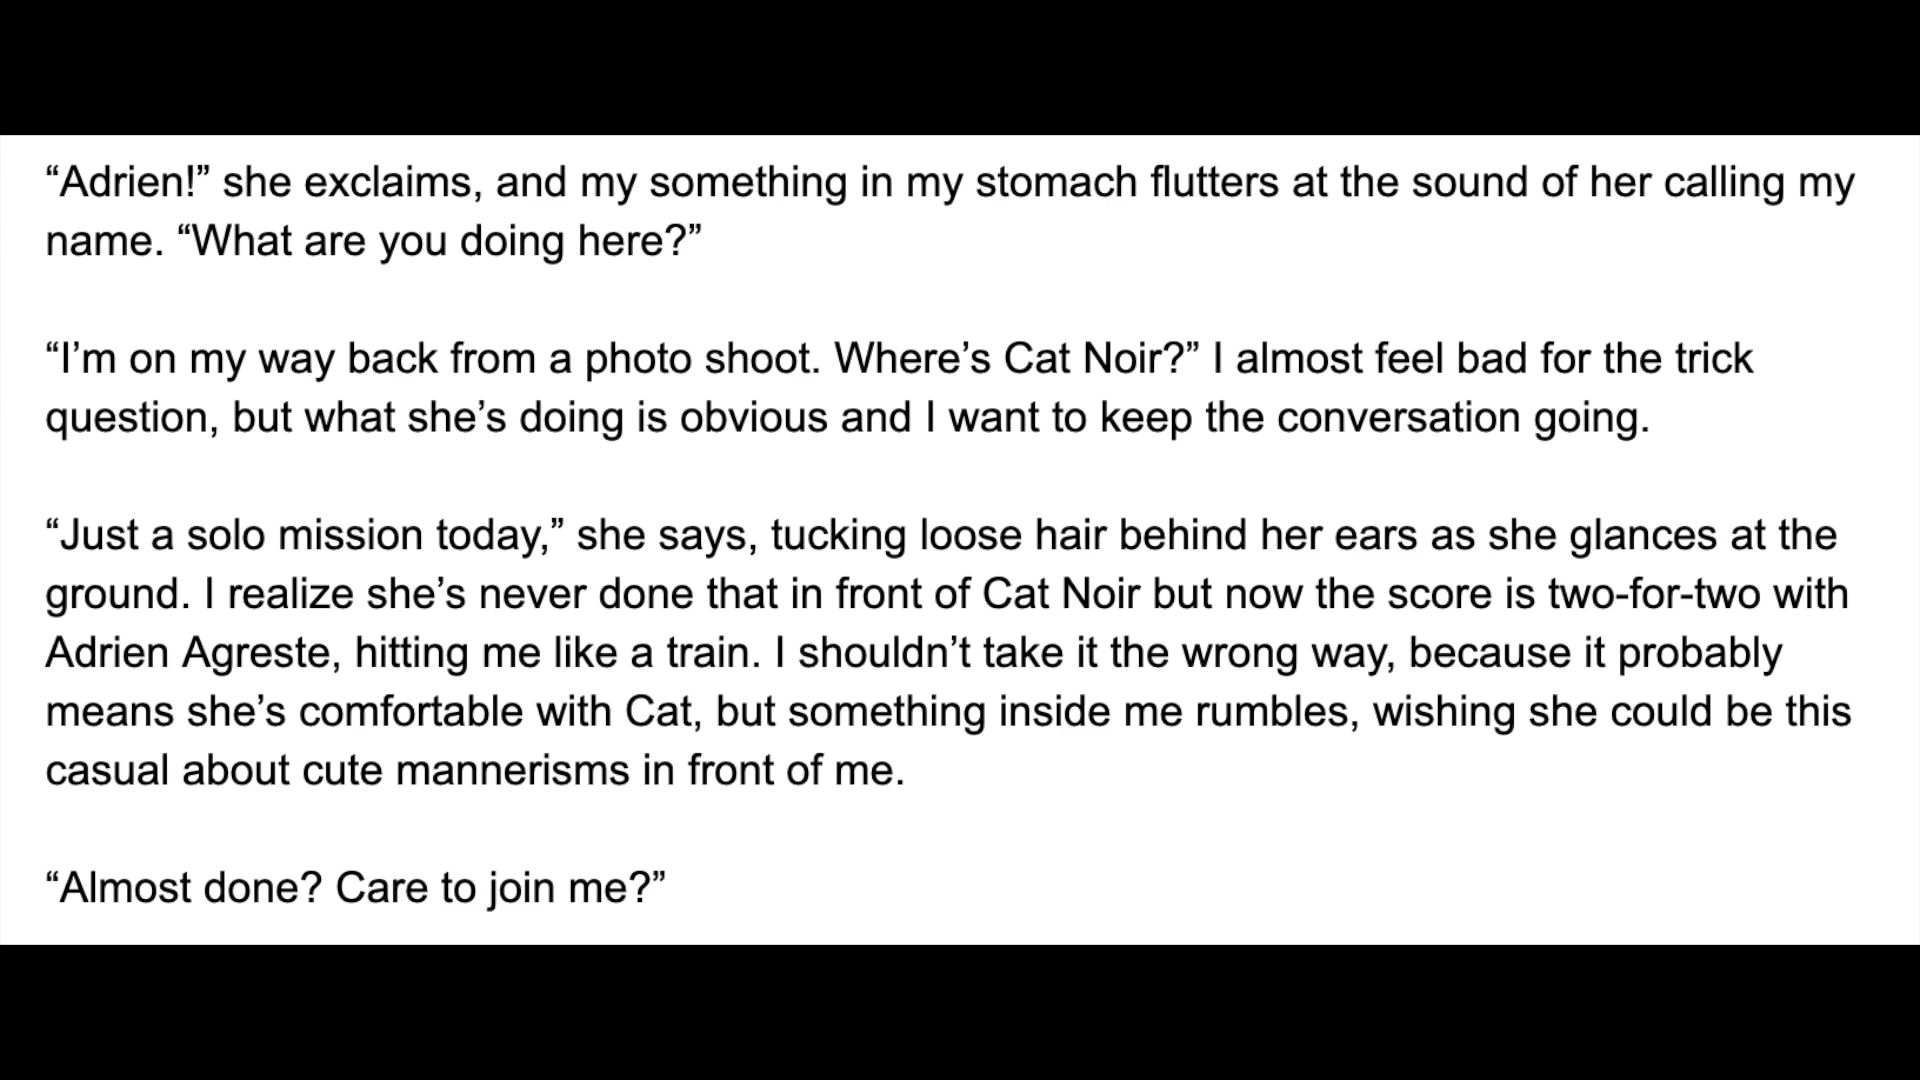 “Adrien!” she exclaims, and my something in my stomach flutters at the sound of her calling my
name. “What are you doing here?”
“I’m on my way back from a photo shoot. Where’s Cat Noir?” I almost feel bad for the trick
question, but what she’s doing is obvious and I want to keep the conversation going.
“Just a solo mission today,” she says, tucking loose hair behind her ears as she glances at the
ground. I realize she’s never done that in front of Cat Noir but now the score is two-for-two with
Adrien Agreste, hitting me like a train. I shouldn’t take it the wrong way, because it probably
means she’s comfortable with Cat, but something inside me rumbles, wishing she could be this
casual about cute mannerisms in front of me.
“Almost done? Care to join me?”